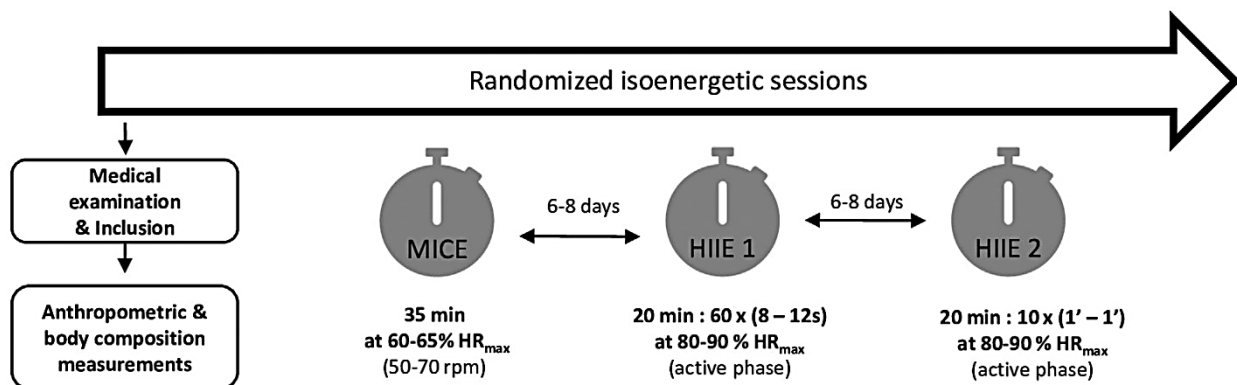 Randomized isoenergetic sessions
Medical
examination
& Inclusion
Anthropometric &
body composition
measurements
MICE
6-8 days
HIIE 1
6-8 days
HIIE 2
35 min
at 60-65% HRmax
(50-70 rpm)
20 min : 60 x (8 – 12s)
at 80-90 % HRmax
(active phase)
20 min : 10 x (1’ – 1’)
at 80-90 % HRmax
(active phase)